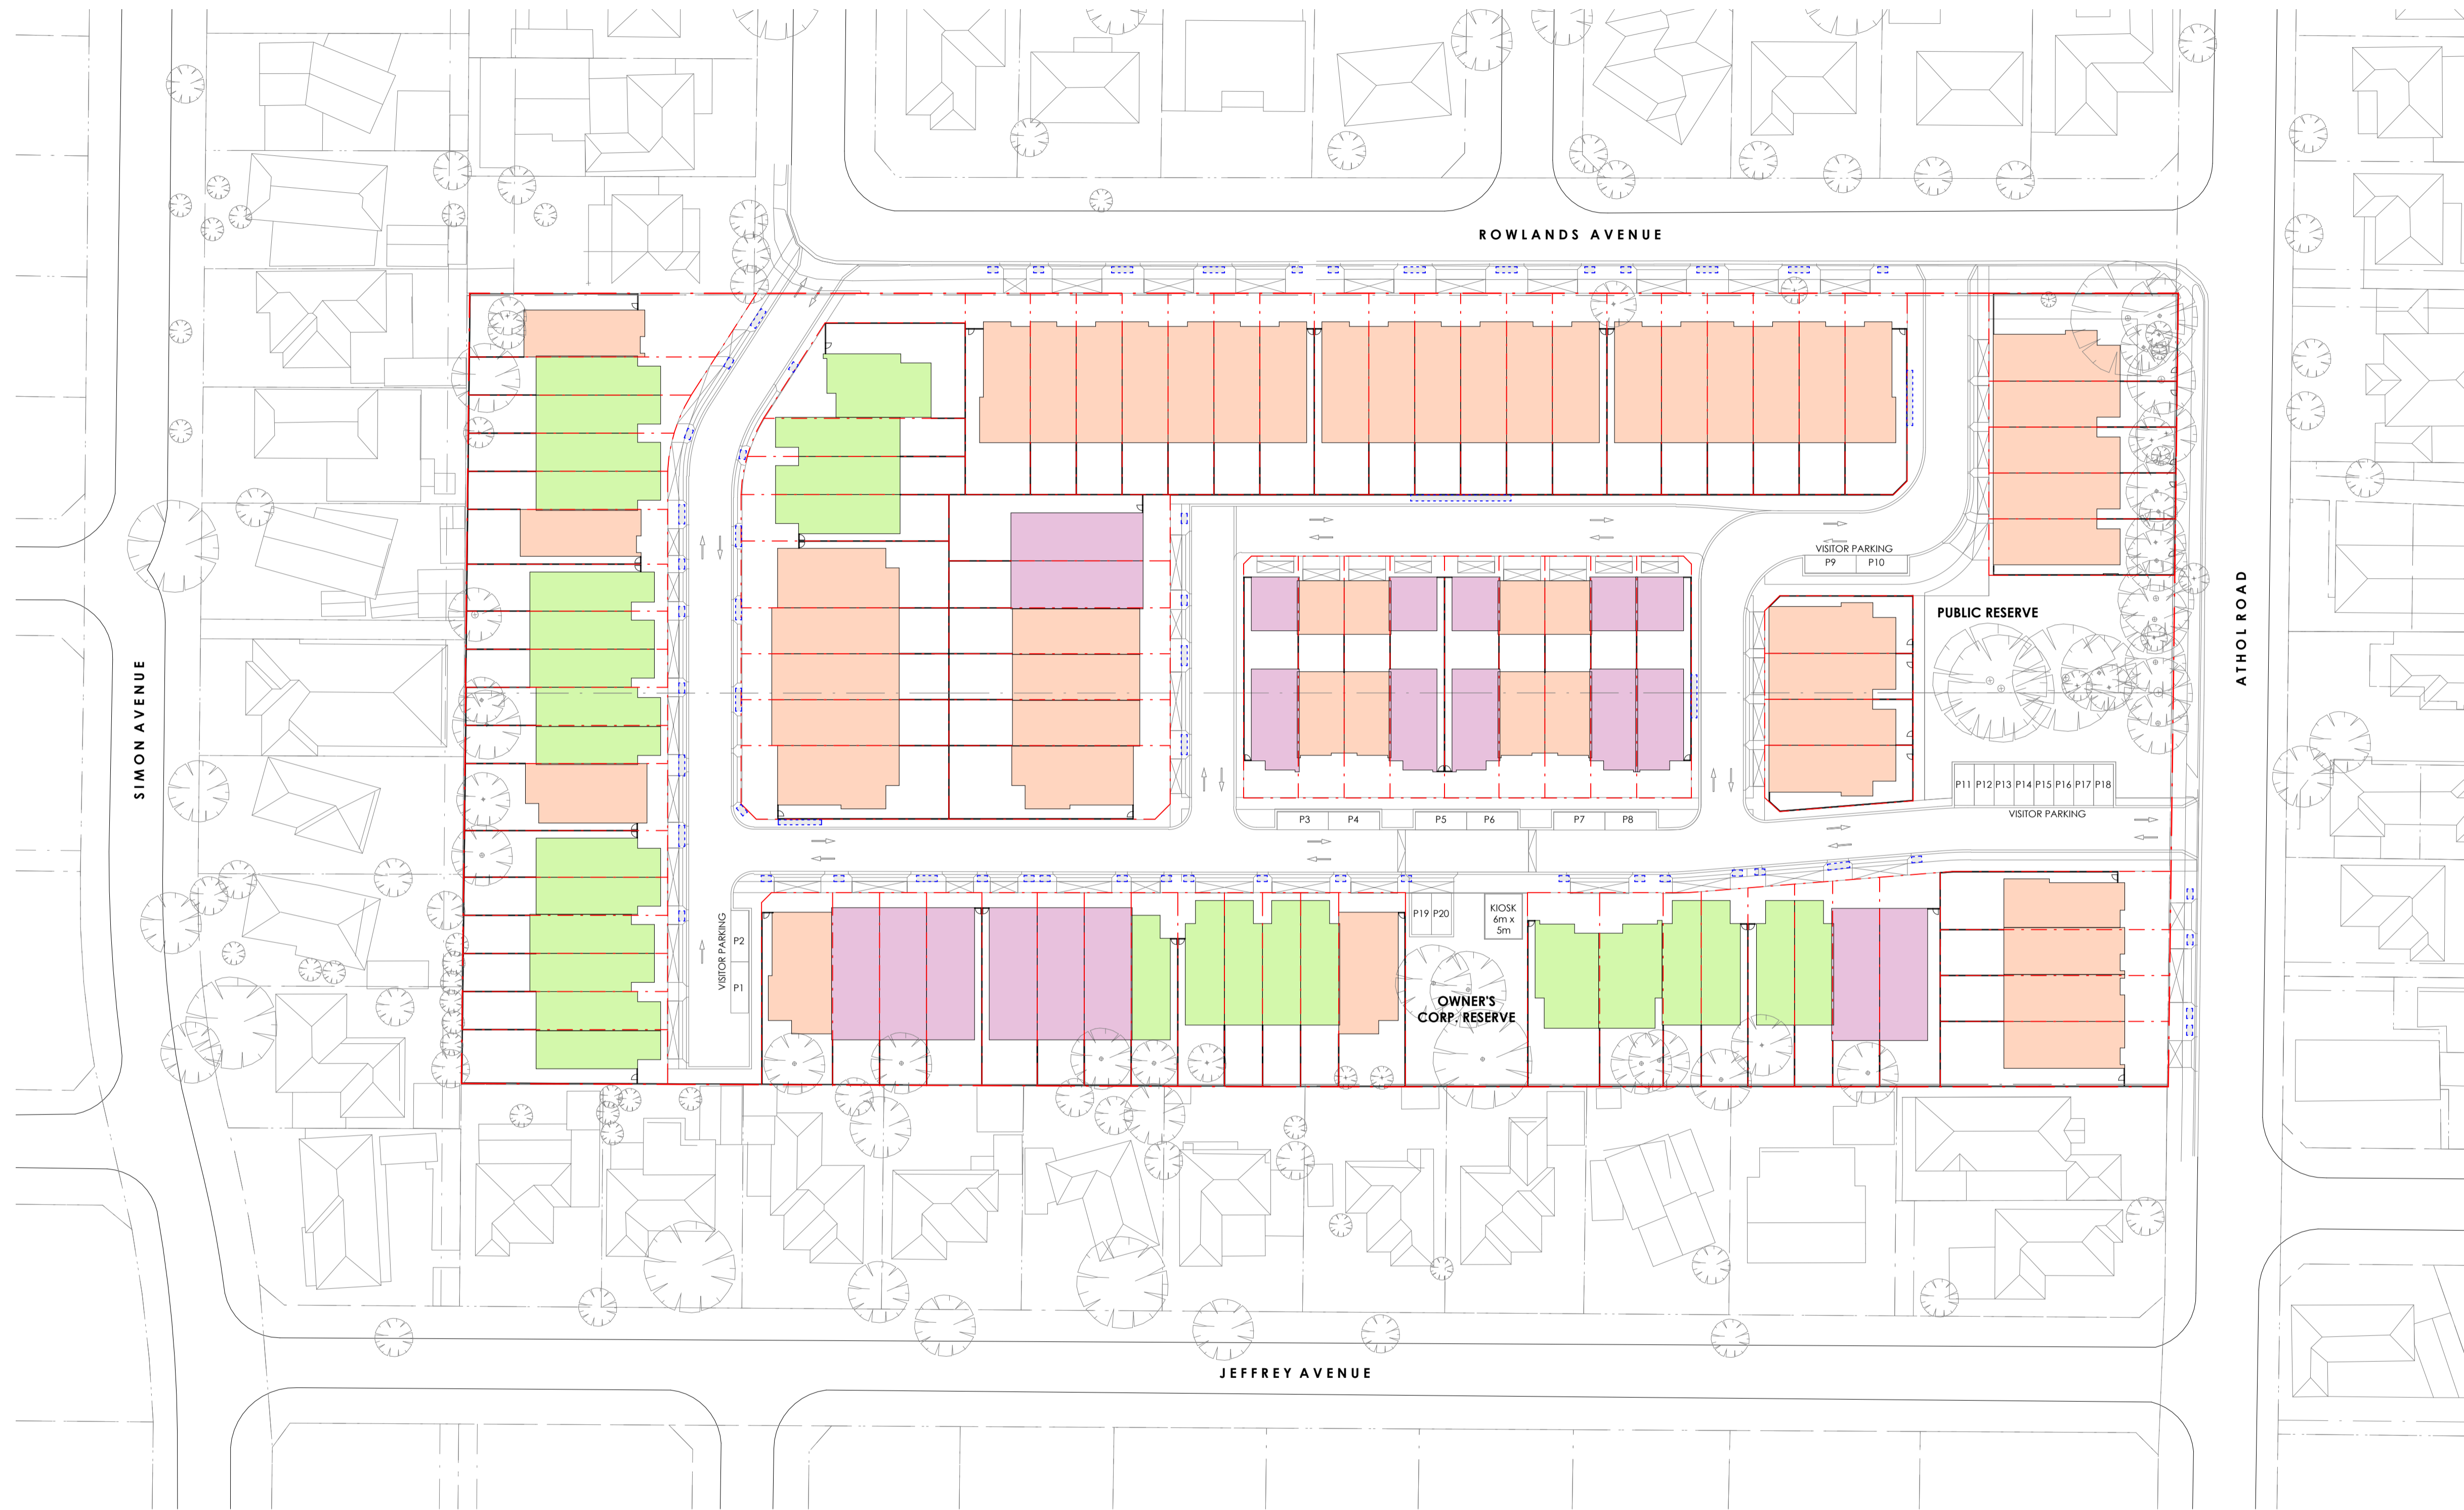 ROWLANDS AVENUE
VISITOR PARKING
P9 P10
PUBLIC RESERVE
ATHOL ROAD
SIMON AVENUE
P11 P12 P13 P14 P15 P16 P17 P18
VISITOR PARKING
P3 P4 P5 P6 P7 P8
VISITOR PARKING
P2
P1
P19 P20
KIOSK
6m x
5m
OWNER'S
CORP. RESERVE
JEFFREY AVENUE